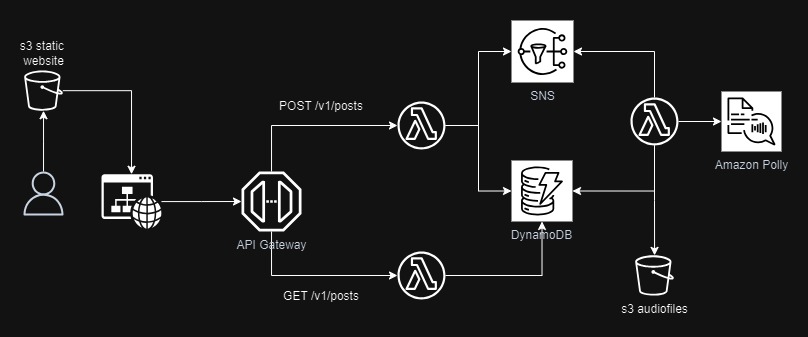 s3 static
website
POST /v1/posts
SNS
Amazon Polly
API Gateway
DynamoDB
GET /v1/posts
s3 audiofiles